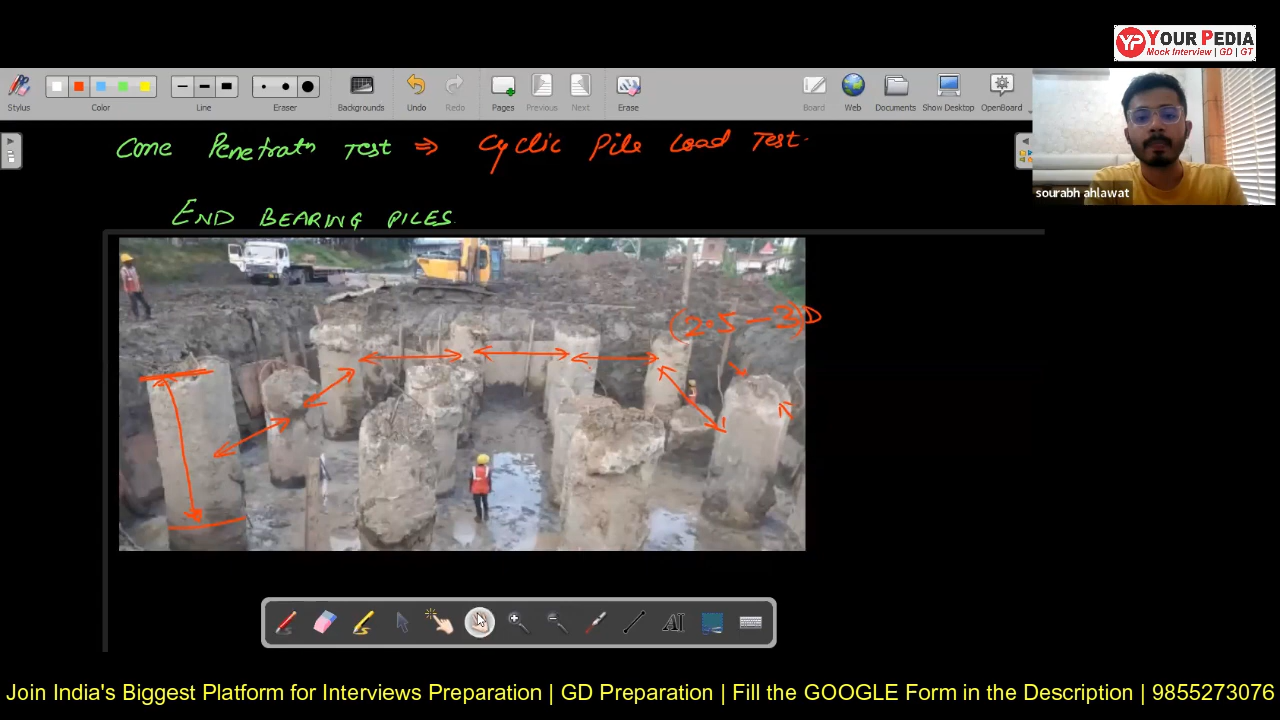 YP YOUR PEDIA
Mock Interview | GD | GT
Stylus Color Line Eraser Backgrounds Undo Redo Pages Previous Next Erase Board Web Documents Show Desktop OpenBoard
Cone Penetratn Test ⇒ Cyclic Pile Load Test.
sourabh ahlawat
END BEARING PILES
(2.5 - 3)D
AI
Join India's Biggest Platform for Interviews Preparation | GD Preparation | Fill the GOOGLE Form in the Description | 9855273076